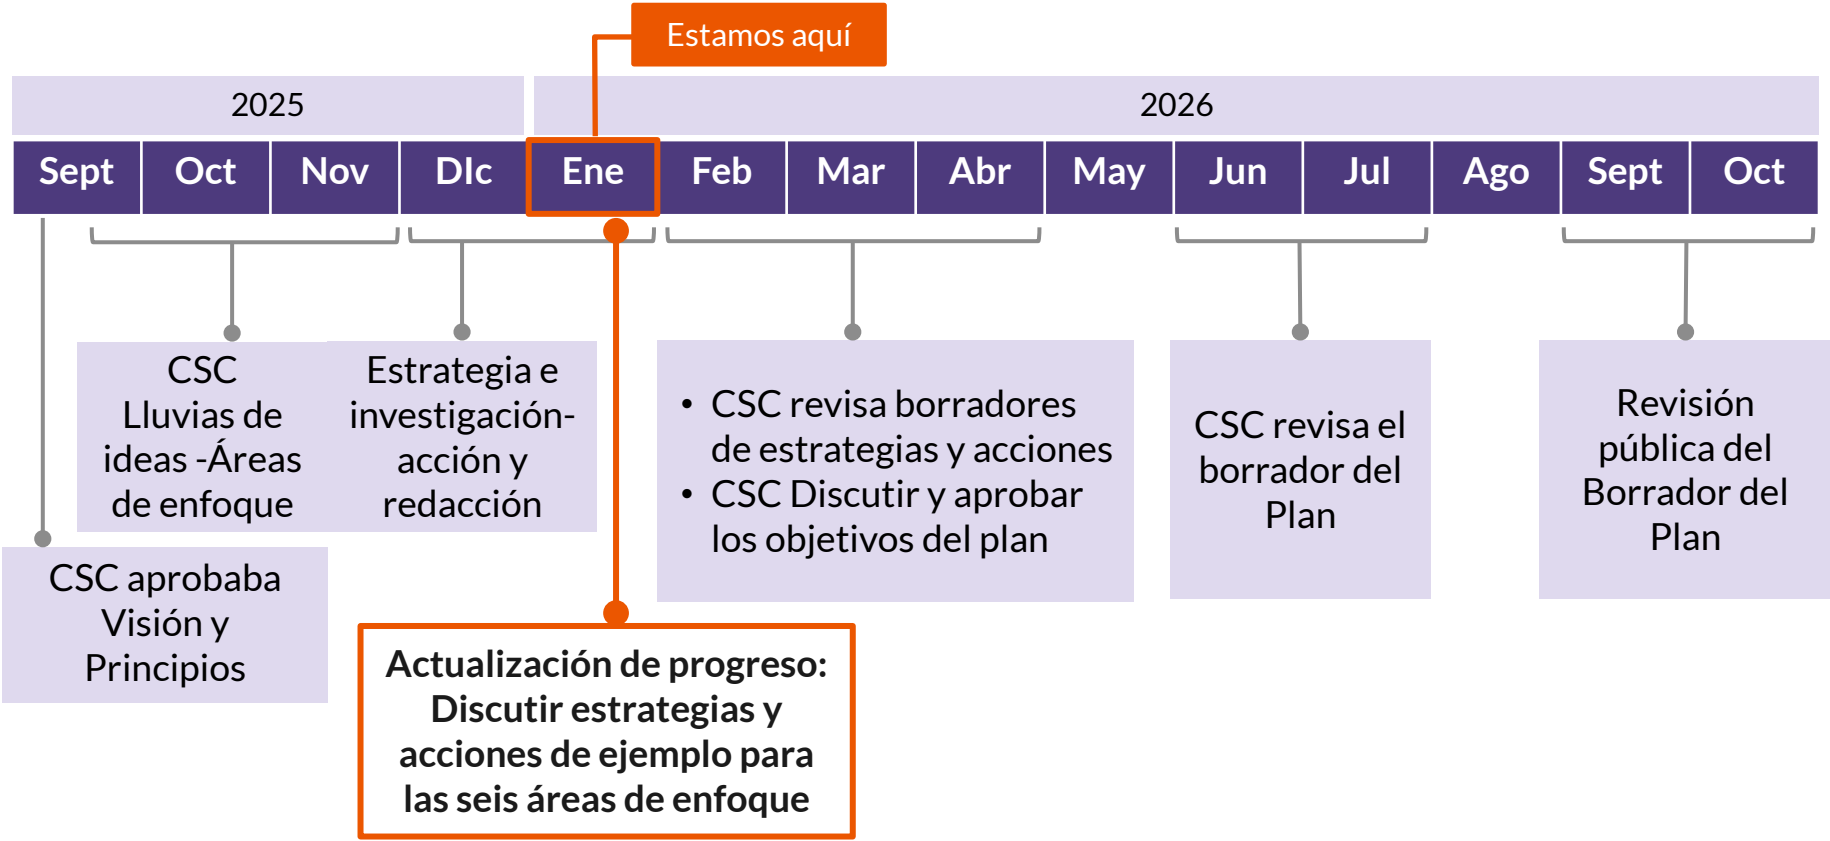 Estamos aquí
2025
2026
Sept
Oct
Nov
DIc
Ene
Feb
Mar
Abr
May
Jun
Jul
Ago
Sept
Oct
CSC aprobaba
Visión y
Principios
CSC
Lluvias de
ideas -Áreas
de enfoque
Estrategia e
investigación-
acción y
redacción
Actualización de progreso:
Discutir estrategias y
acciones de ejemplo para
las seis áreas de enfoque
• CSC revisa borradores
de estrategias y acciones
• CSC Discutir y aprobar
los objetivos del plan
CSC revisa el
borrador del
Plan
Revisión
pública del
Borrador del
Plan